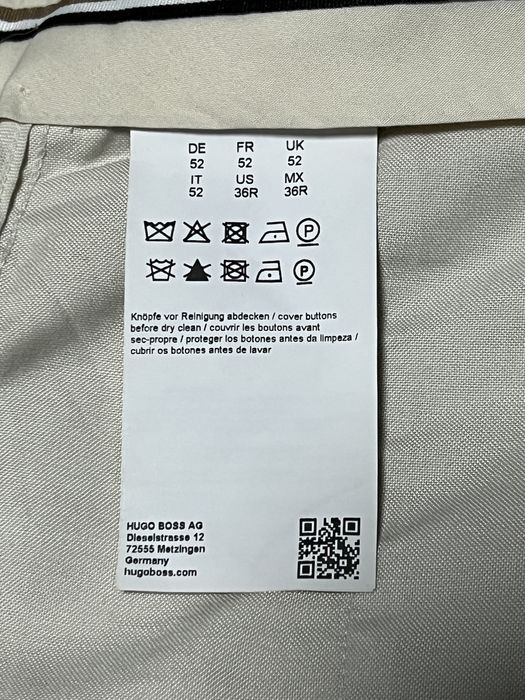 DE FR UK
52 52 52
IT US MX
52 36R 36R
P
P
Knöpfe vor Reinigung abdecken / cover buttons
before dry clean / couvrir les boutons avant
sec-propre / proteger los botones antes da limpeza /
cubrir os botones antes de lavar
HUGO BOSS AG
Dieselstrasse 12
72555 Metzingen
Germany
hugoboss.com